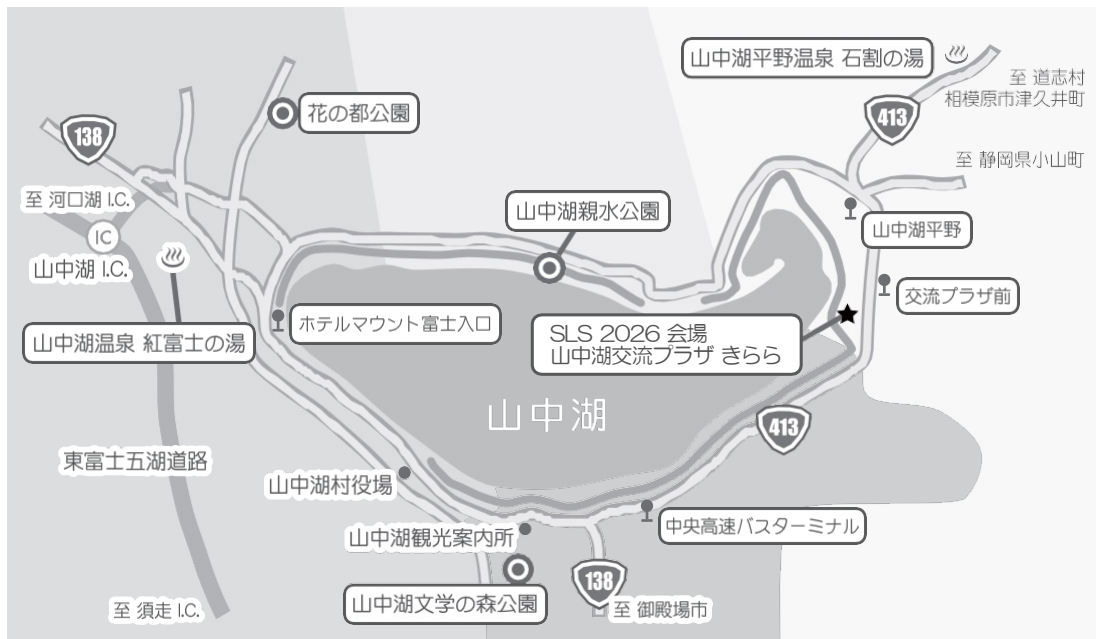 山中湖平野温泉 石割の湯
至 道志村
相模原市津久井町
413
花の都公園
138
至 静岡県小山町
至 河口湖 I.C.
山中湖親水公園
山中湖平野
IC
山中湖 I.C.
交流プラザ前
ホテルマウント富士入口
SLS 2026 会場
山中湖交流プラザ きらら
山中湖温泉 紅富士の湯
山中湖
413
東富士五湖道路
山中湖村役場
中央高速バスターミナル
山中湖観光案内所
138
山中湖文学の森公園
至 須走 I.C.
至 御殿場市